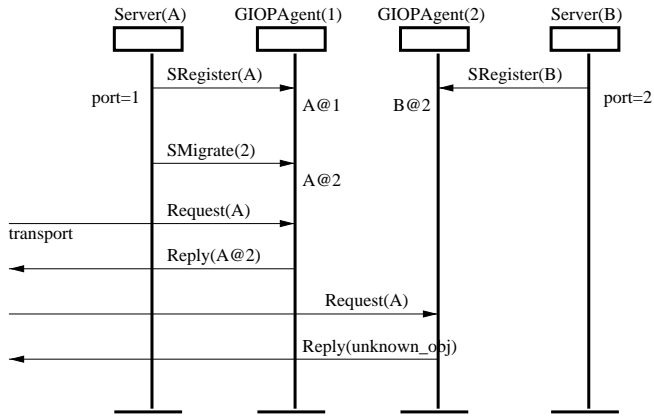 Server(A) GIOPAgent(1) GIOPAgent(2) Server(B)
SRegister(A) SRegister(B)
port=1 A@1 B@2 port=2
SMigrate(2)
A@2
Request(A)
transport
Reply(A@2)
Request(A)
Reply(unknown_obj)